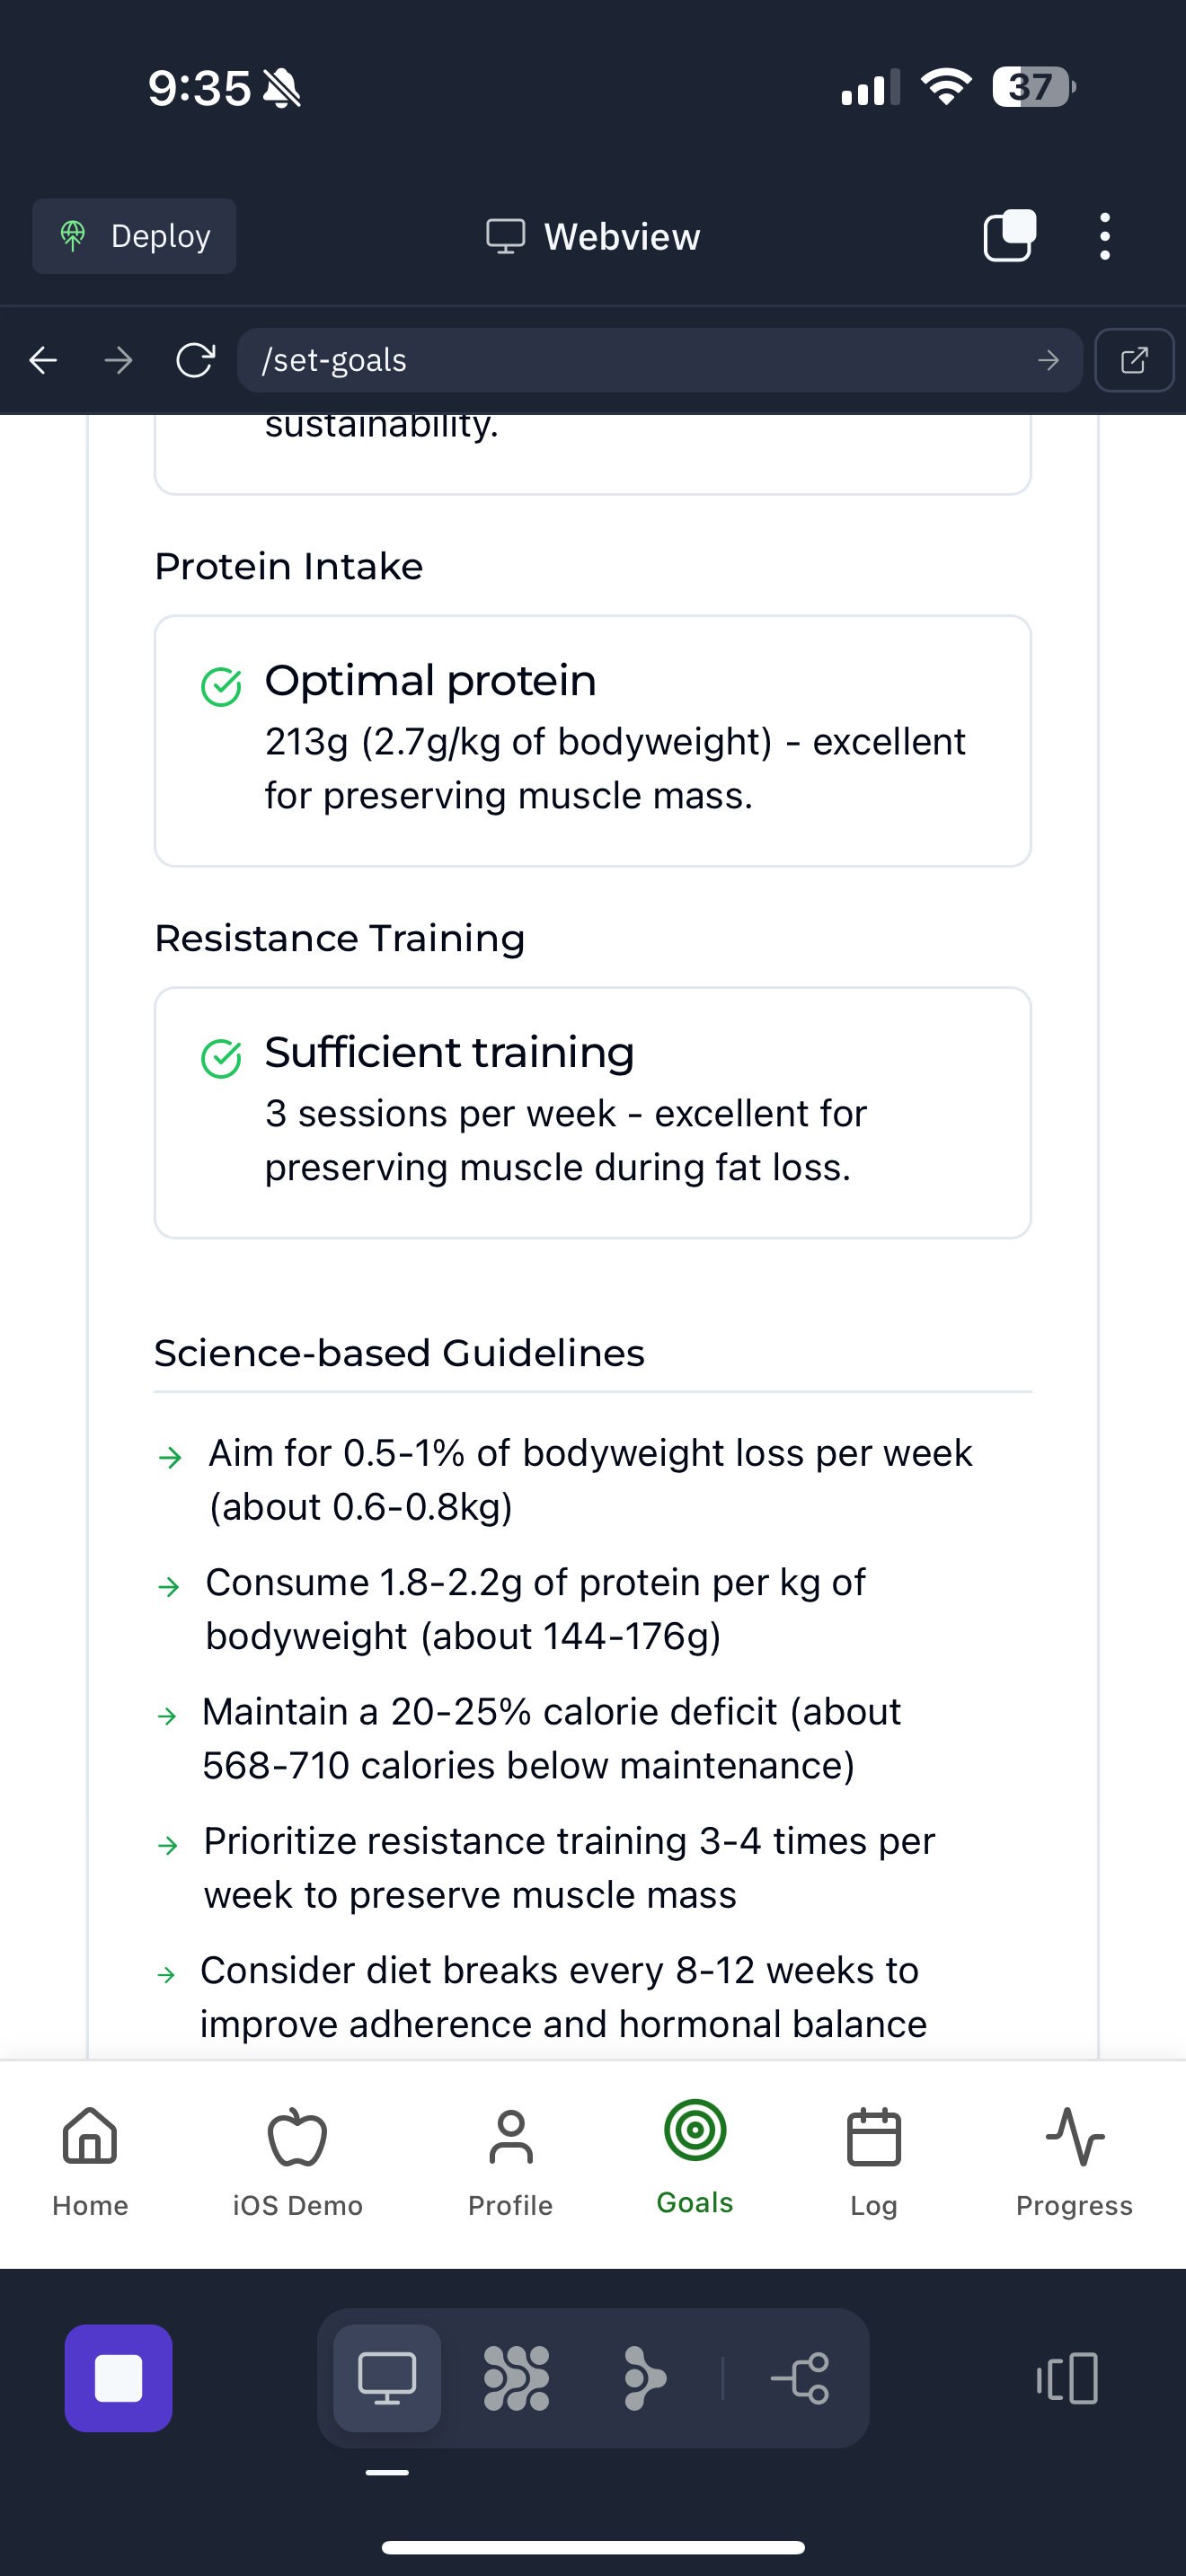 9:35
37
Deploy
Webview
/set-goals
sustainability.
Protein Intake
Optimal protein
213g (2.7g/kg of bodyweight) - excellent
for preserving muscle mass.
Resistance Training
Sufficient training
3 sessions per week - excellent for
preserving muscle during fat loss.
Science-based Guidelines
Aim for 0.5-1% of bodyweight loss per week
(about 0.6-0.8kg)
Consume 1.8-2.2g of protein per kg of
bodyweight (about 144-176g)
Maintain a 20-25% calorie deficit (about
568-710 calories below maintenance)
Prioritize resistance training 3-4 times per
week to preserve muscle mass
Consider diet breaks every 8-12 weeks to
improve adherence and hormonal balance
Home
iOS Demo
Profile
Goals
Log
Progress